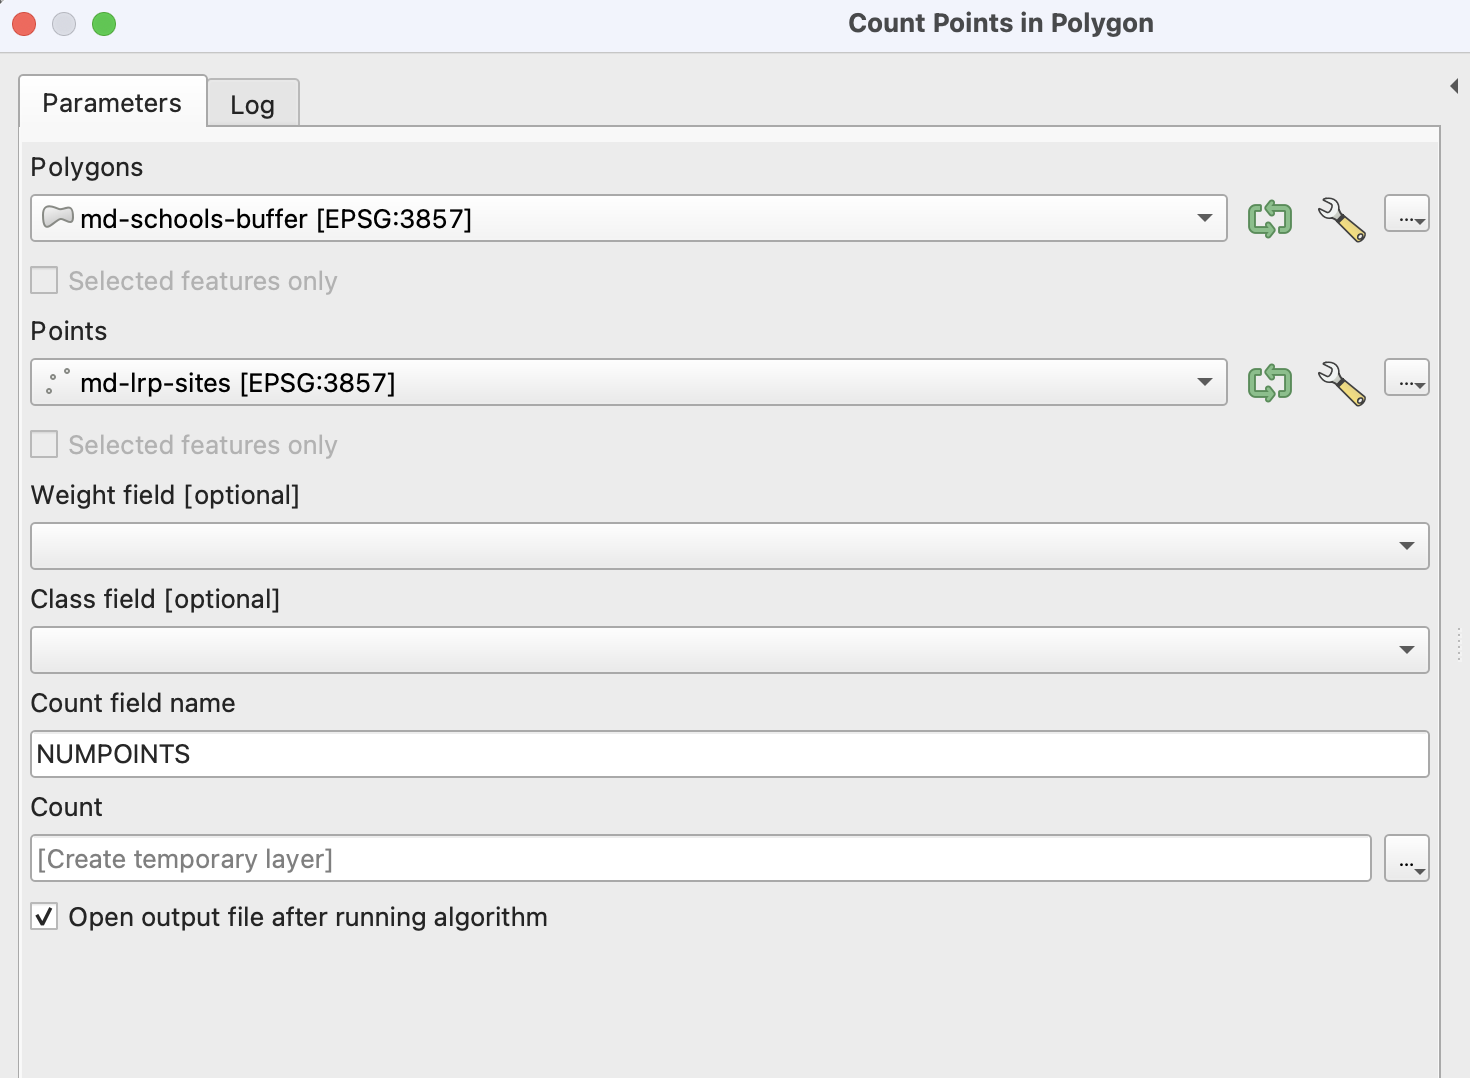 Count Points in Polygon
Parameters
Log
Polygons
md-schools-buffer [EPSG:3857]
...
Selected features only
Points
md-lrp-sites [EPSG:3857]
...
Selected features only
Weight field [optional]
Class field [optional]
Count field name
NUMPOINTS
Count
[Create temporary layer]
...
Open output file after running algorithm